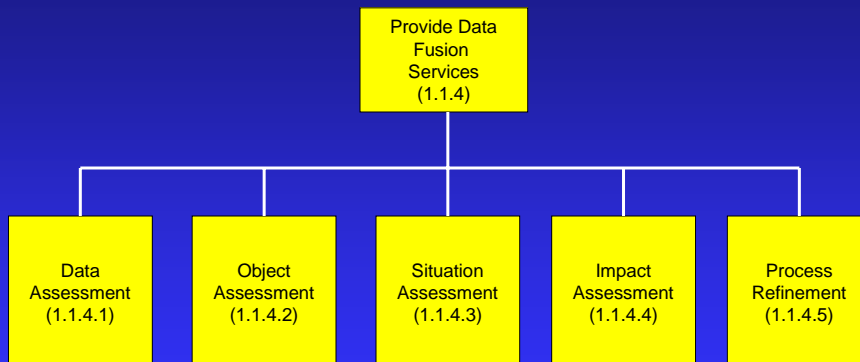 Provide Data
Fusion
Services
(1.1.4)
Data
Assessment
(1.1.4.1)
Object
Assessment
(1.1.4.2)
Situation
Assessment
(1.1.4.3)
Impact
Assessment
(1.1.4.4)
Process
Refinement
(1.1.4.5)